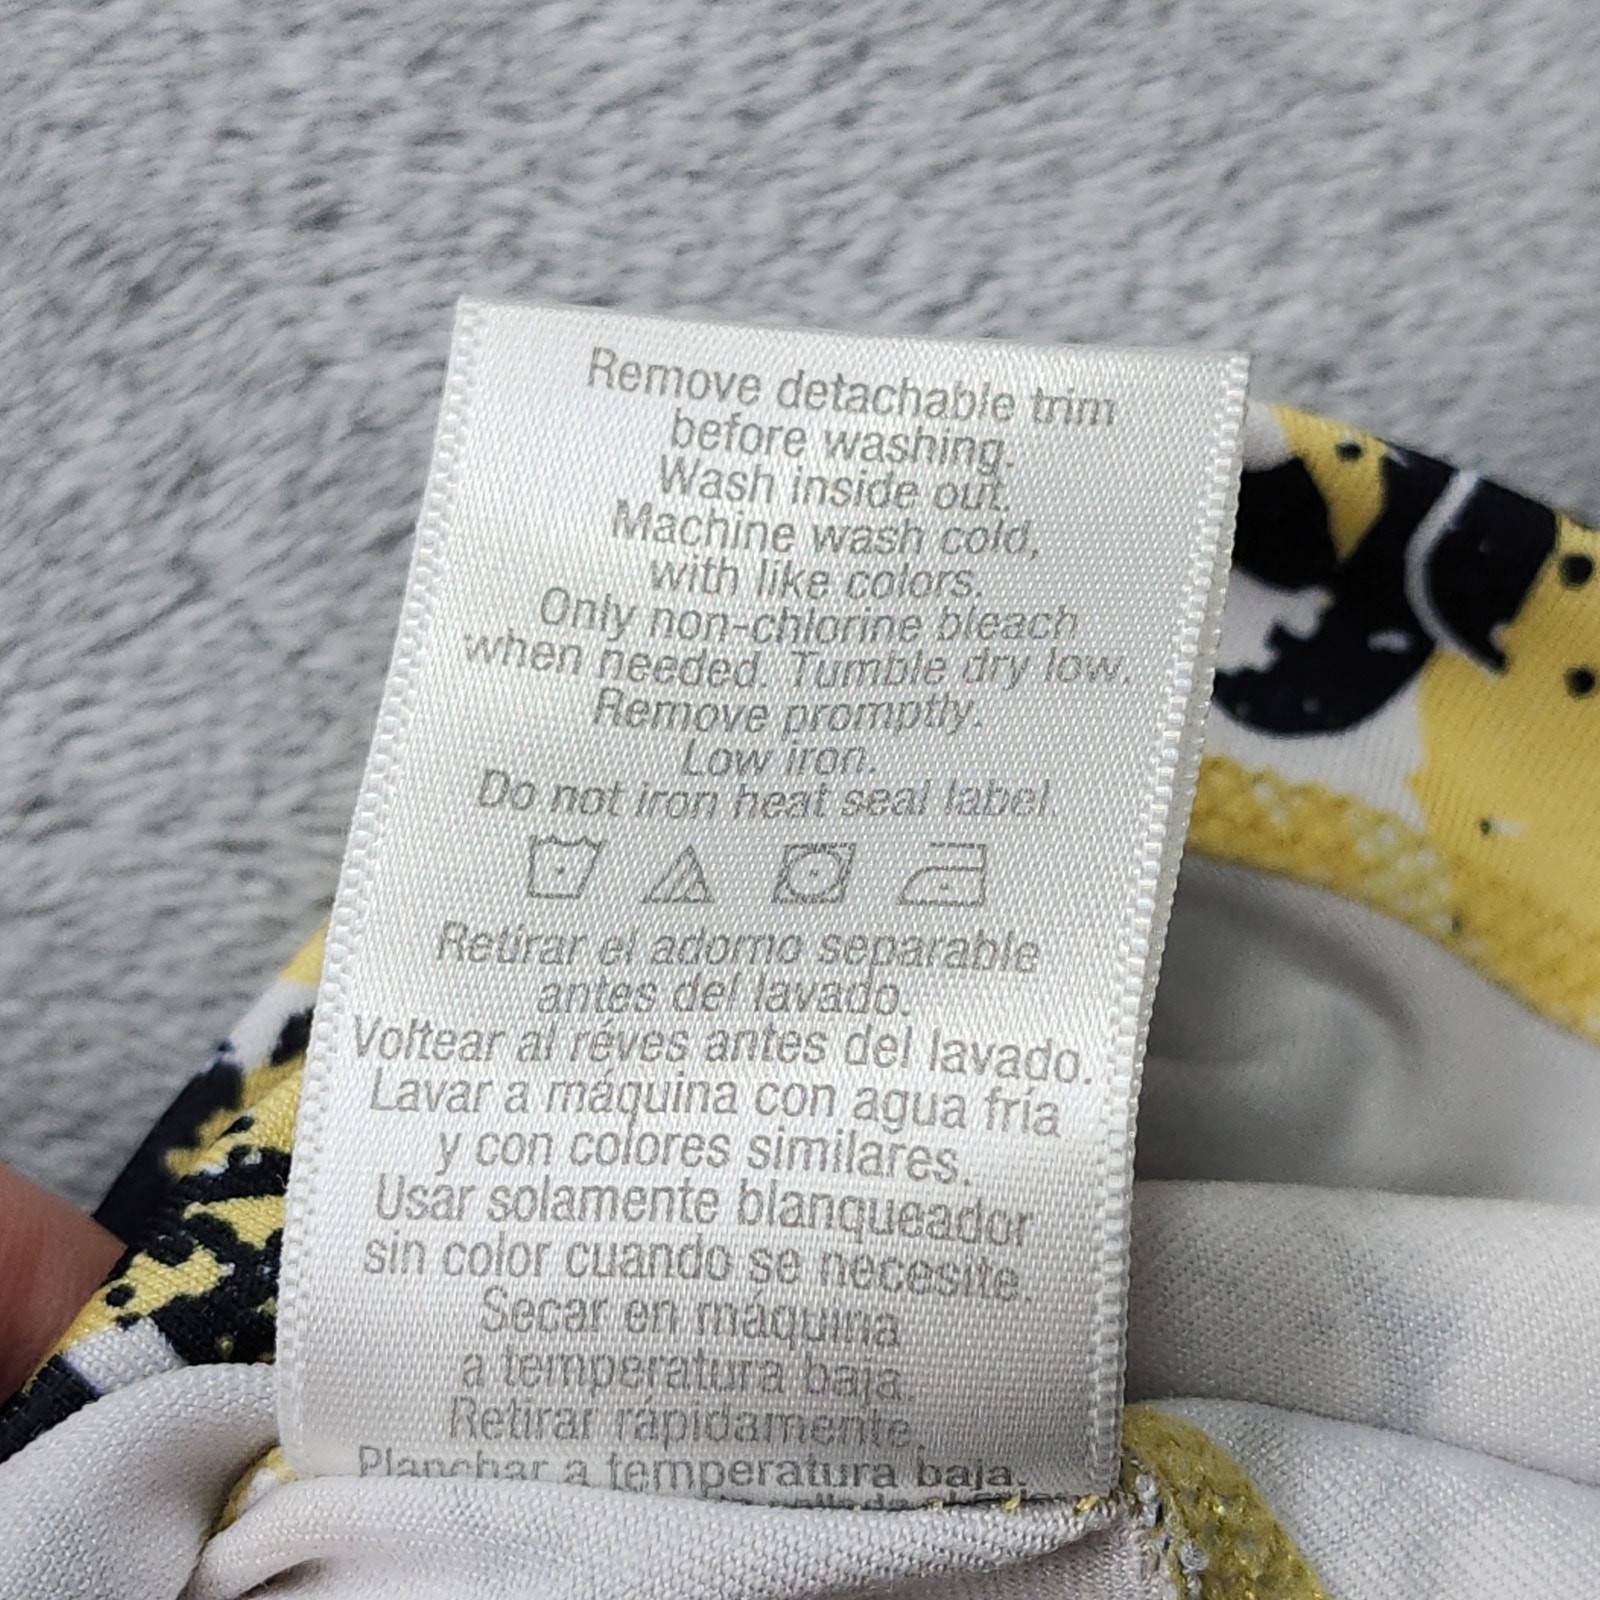 Remove detachable trim
before washing.
Wash inside out.
Machine wash cold,
with like colors.
Only non-chlorine bleach
when needed. Tumble dry low.
Remove promptly.
Low iron.
Do not iron heat seal label.
Retirar el adorno separable
antes del lavado.
Voltear al réves antes del lavado.
Lavar a máquina con agua fría
y con colores similares.
Usar solamente blanqueador
sin color cuando se necesite.
Secar en máquina
a temperatura baja.
Retirar rápidamente.
Planchar a temperatura baja.